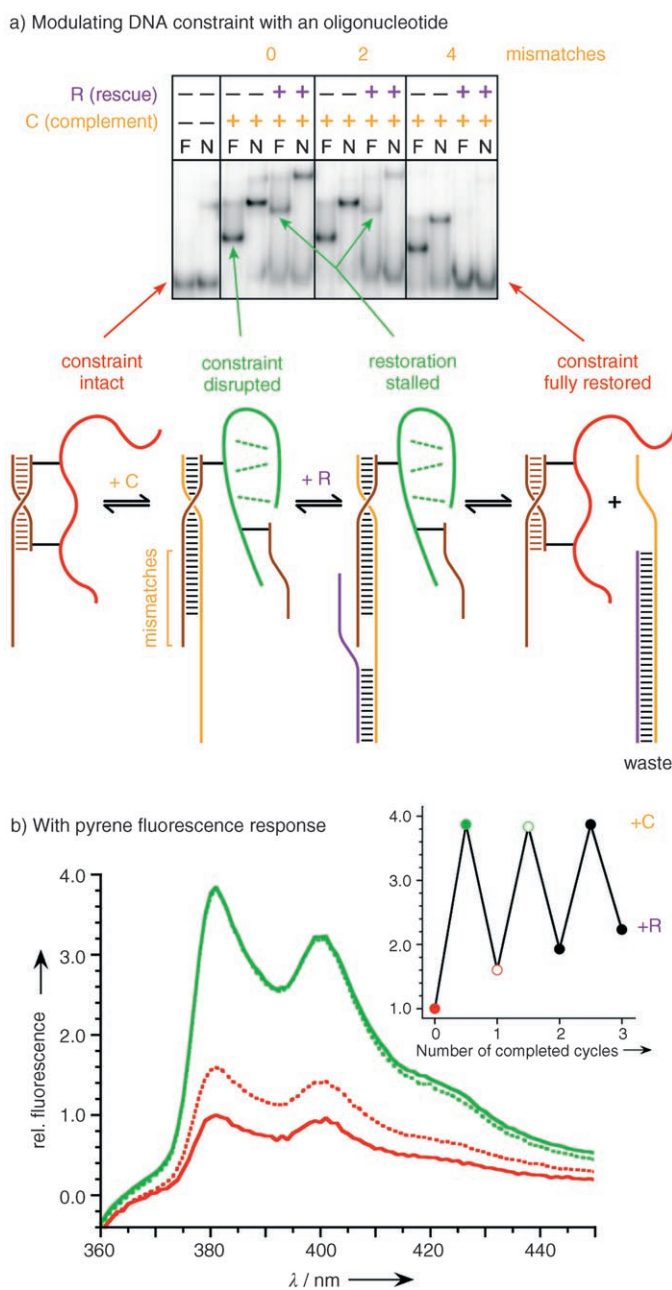 a) Modulating DNA constraint with an oligonucleotide
0 2 4 mismatches
R (rescue) – – – – + + – – + + – – + +
C (complement) – – + + + + + + + + + + + +
F N F N F N F N F N F N F N
constraint intact
constraint disrupted
restoration stalled
constraint fully restored
+ C
+ R
+
mismatches
waste
b) With pyrene fluorescence response
4.0
3.0
2.0
1.0
0.0
rel. fluorescence
360 380 400 420 440
λ / nm
4.0
3.0
2.0
1.0
+C
+R
0 1 2 3
Number of completed cycles